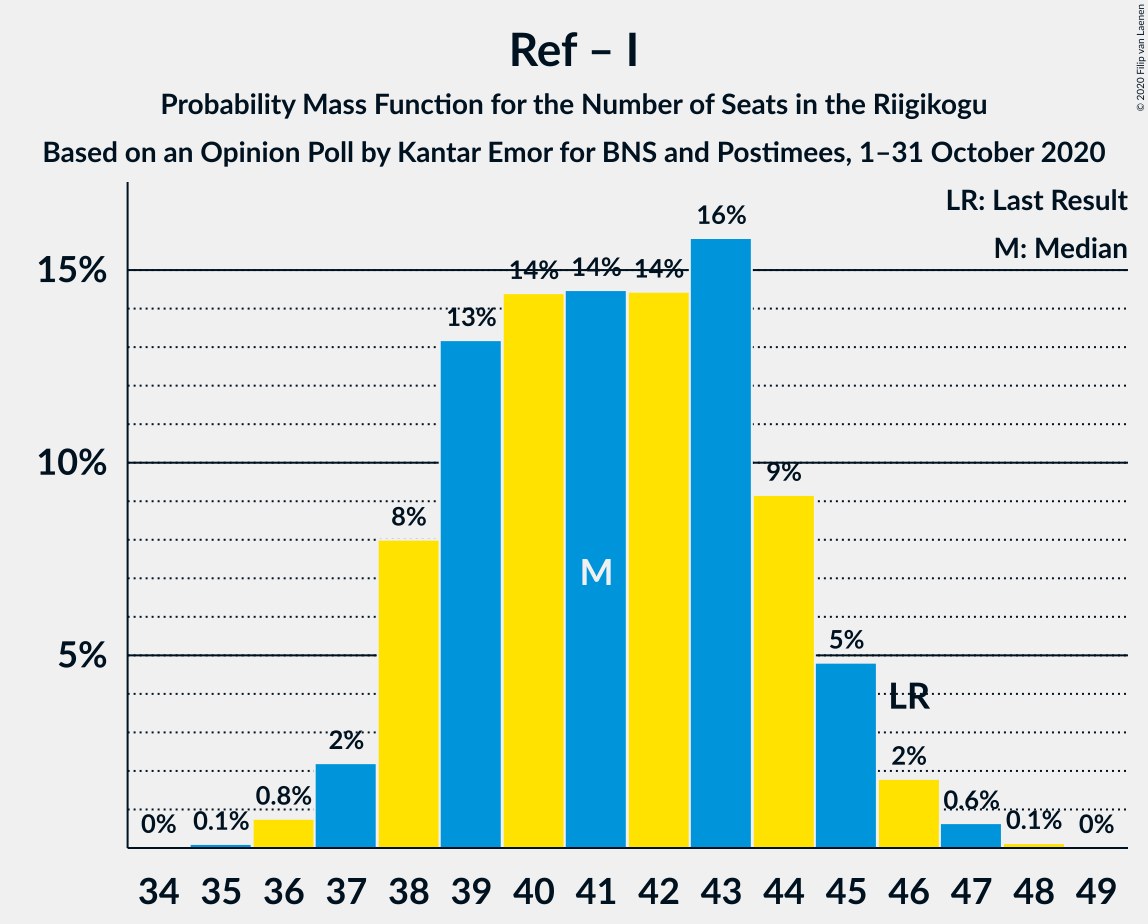 Ref – I
Probability Mass Function for the Number of Seats in the Riigikogu
Based on an Opinion Poll by Kantar Emor for BNS and Postimees, 1–31 October 2020
© 2020 Filip van Laenen
LR: Last Result
M: Median
15%
10%
5%
0%
0.1%
0.8%
2%
8%
13%
14%
14%
14%
16%
9%
5%
2%
0.6%
0.1%
0%
M
LR
34 35 36 37 38 39 40 41 42 43 44 45 46 47 48 49